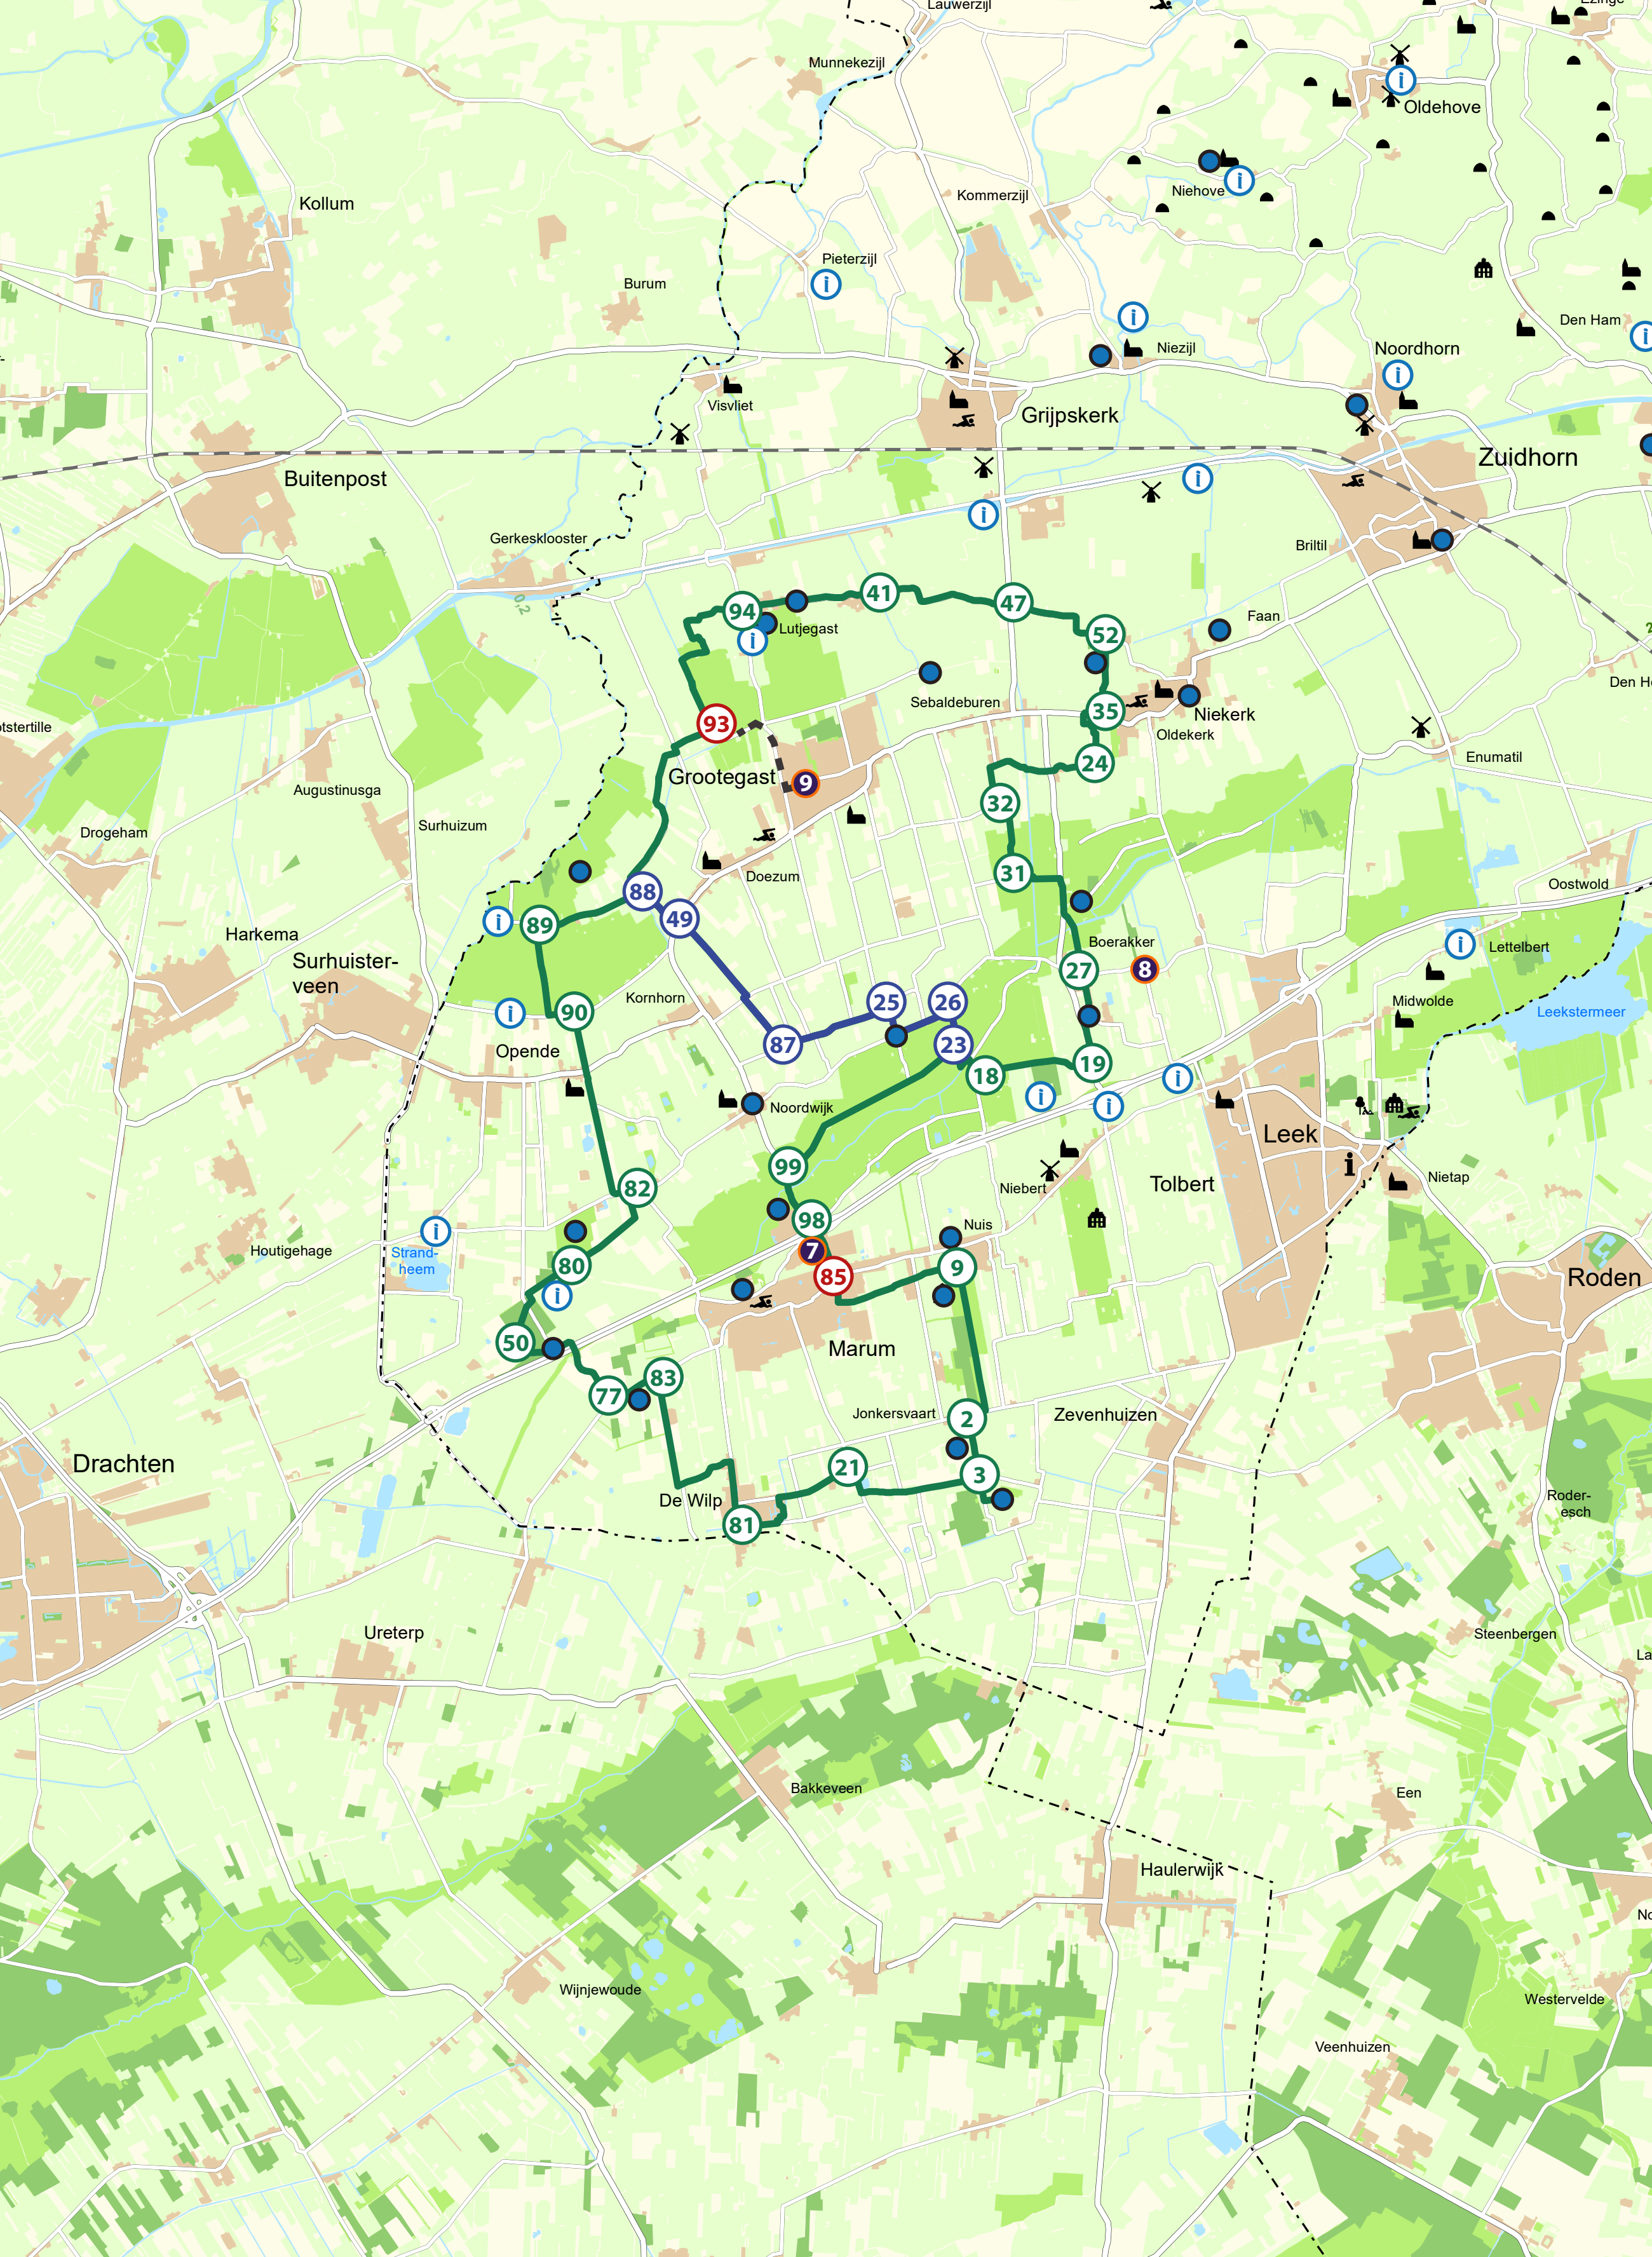 Lauwerzijl
Munnekezijl
Oldehove
Kollum
Kommerzijl
Niehove
Pieterzijl
Burum
Den Ham
Niezijl
Noordhorn
Visvliet
Grijpskerk
Buitenpost
Zuidhorn
Gerkesklooster
Briltil
0,2
41
94
47
Lutjegast
52
Faan
Sebaldeburen
93
35
Niekerk
Oldekerk
24
Enumatil
Grootegast
9
Augustinusga
32
Drogeham
Surhuizum
31
Doezum
Oostwold
88
49
89
Harkema
Boerakker
Lettelbert
Surhuister-
veen
27
8
Kornhorn
25
26
Midwolde
90
Leekstermeer
87
23
Opende
19
18
Noordwijk
Leek
99
Nietap
Tolbert
82
Niebert
98
Nuis
Houtigehage
7
Strand-
heem
80
9
85
Roden
50
Marum
83
77
Jonkersvaart
2
Zevenhuizen
Drachten
21
3
De Wilp
Roder-
esch
81
Ureterp
Steenbergen
Bakkeveen
Een
Haulerwijk
Wijnjewoude
Westervelde
Veenhuizen